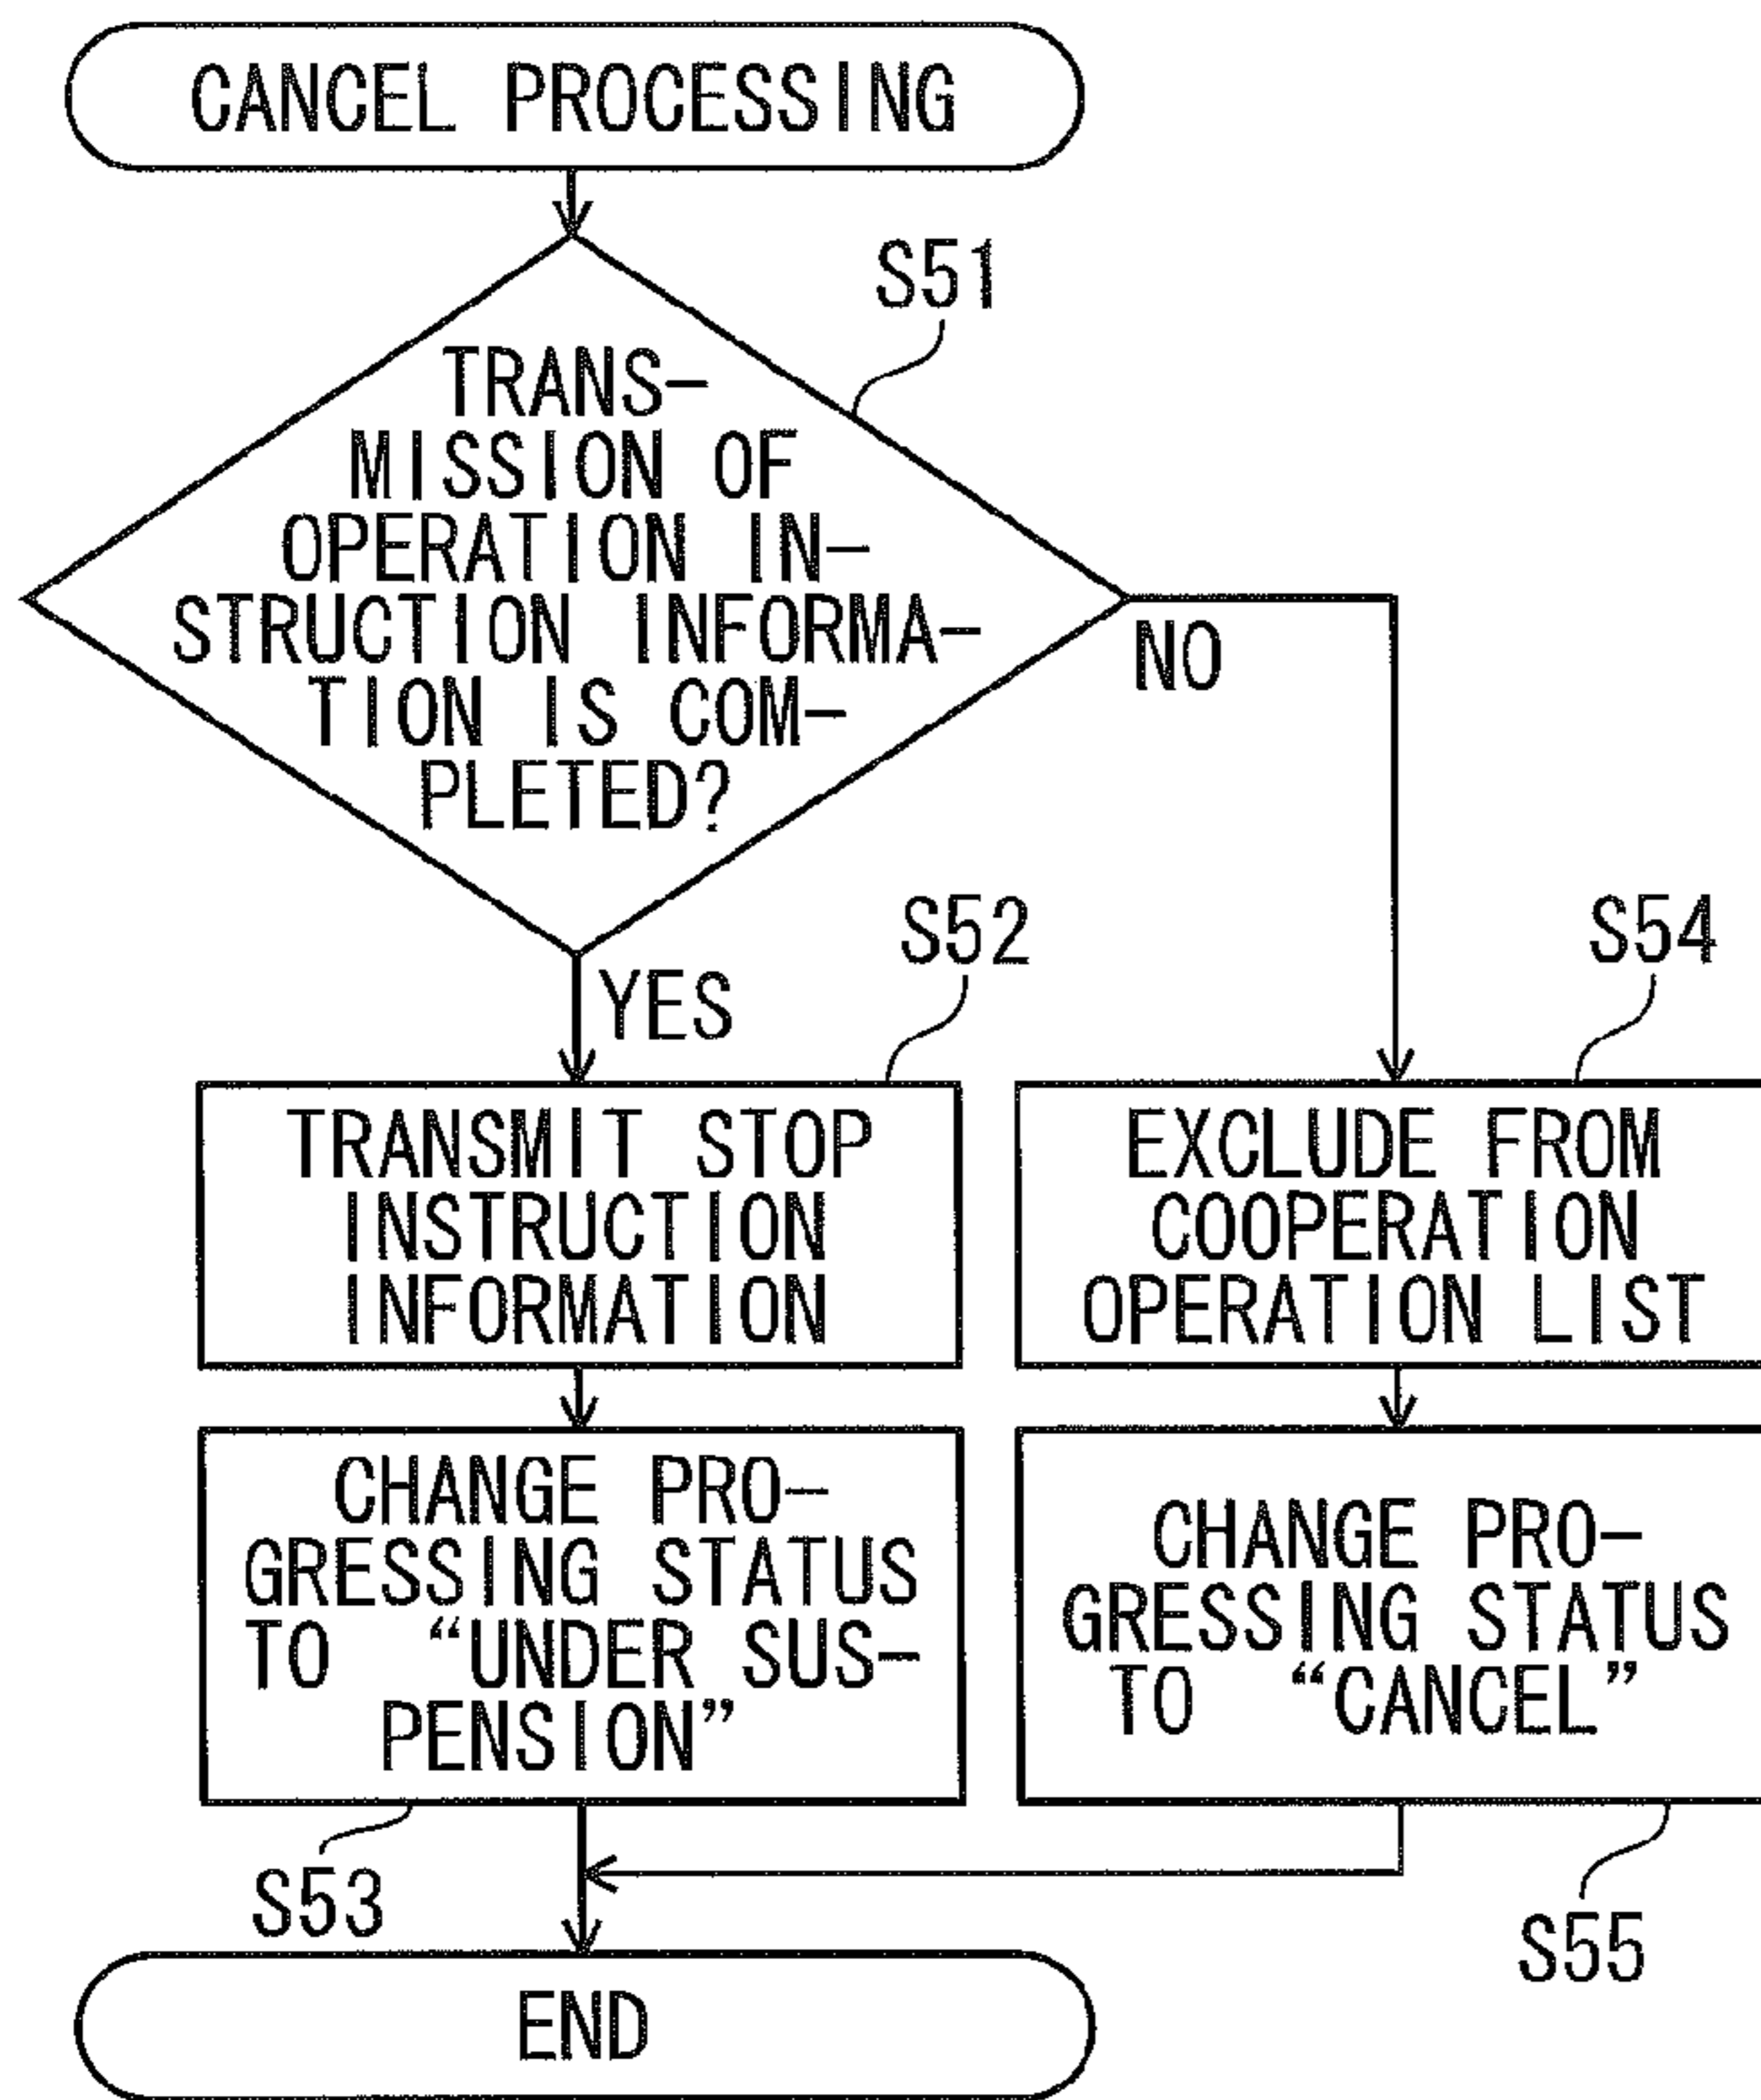 CANCEL PROCESSING
S51
TRANS-
MISSION OF
OPERATION IN-
STRUCTION INFORMA-
TION IS COM-
PLETED?
NO
YES
S52
TRANSMIT STOP
INSTRUCTION
INFORMATION
S54
EXCLUDE FROM
COOPERATION
OPERATION LIST
CHANGE PRO-
GRESSING STATUS
TO “UNDER SUS-
PENSION”
S53
CHANGE PRO-
GRESSING STATUS
TO “CANCEL”
S55
END